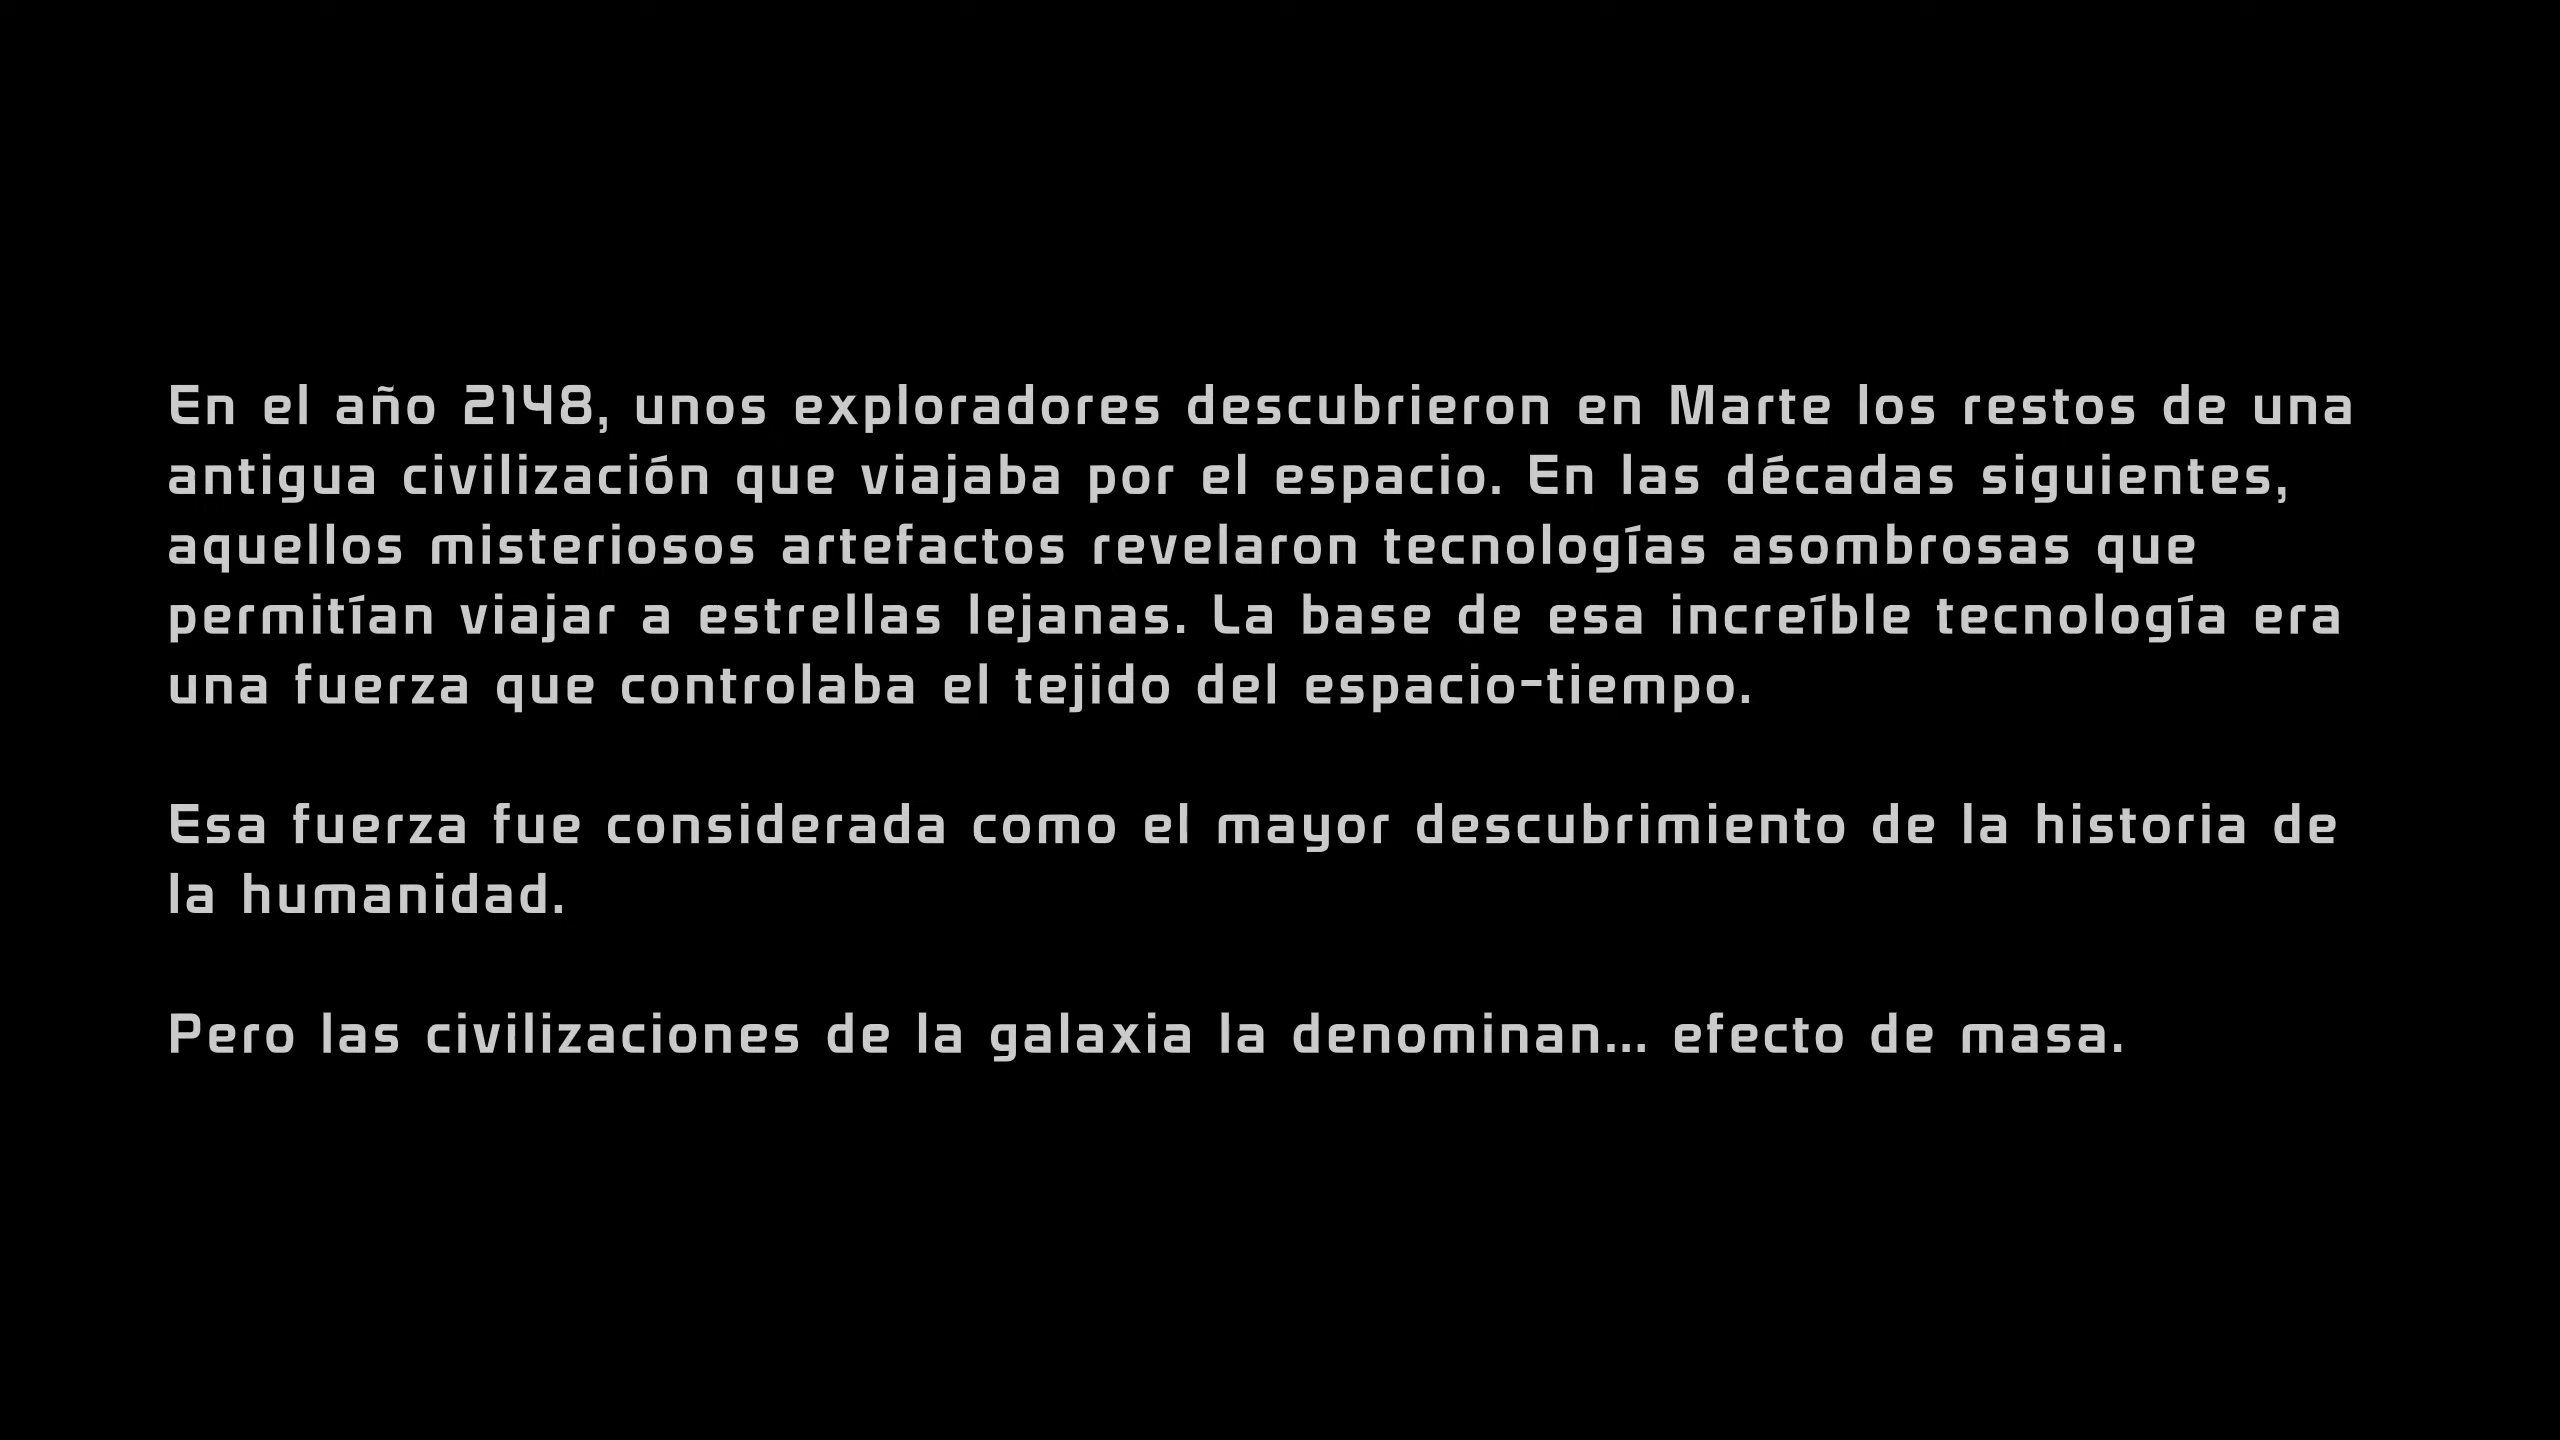 En el año 2148, unos exploradores descubrieron en Marte los restos de una
antigua civilización que viajaba por el espacio. En las décadas siguientes,
aquellos misteriosos artefactos revelaron tecnologías asombrosas que
permitían viajar a estrellas lejanas. La base de esa increíble tecnología era
una fuerza que controlaba el tejido del espacio-tiempo.
Esa fuerza fue considerada como el mayor descubrimiento de la historia de
la humanidad.
Pero las civilizaciones de la galaxia la denominan... efecto de masa.